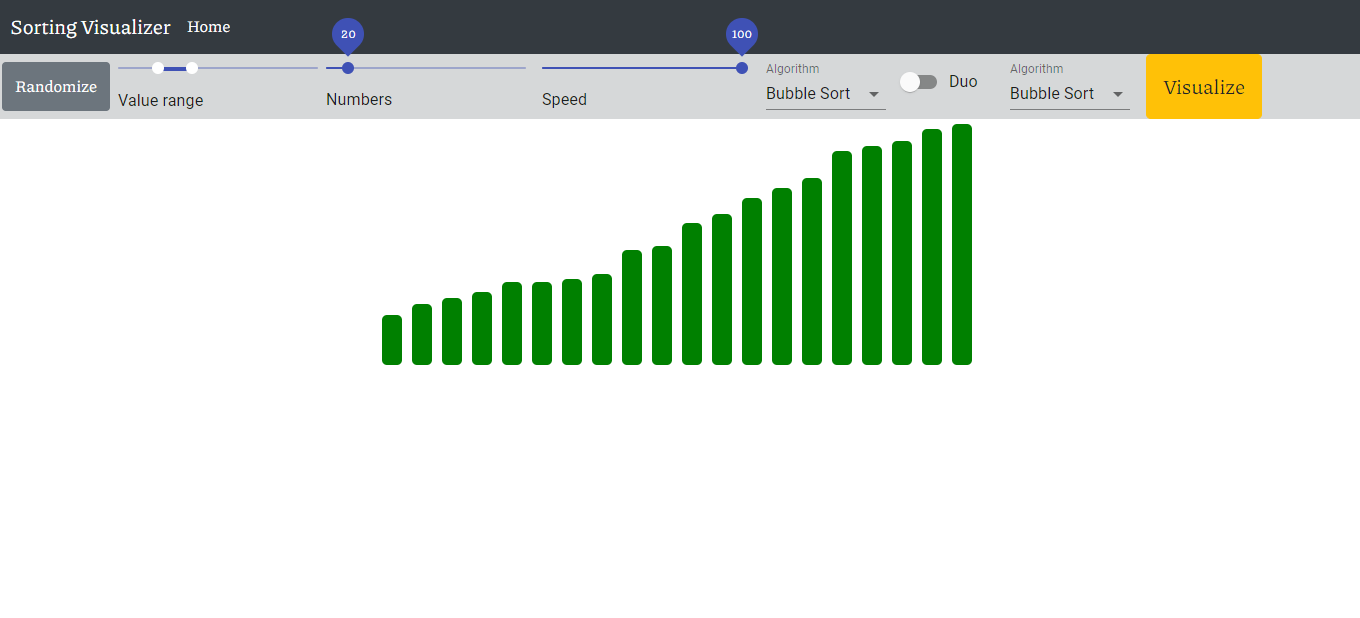 Sorting Visualizer Home
20
100
Randomize
Value range
Numbers
Speed
Algorithm
Bubble Sort
Duo
Algorithm
Bubble Sort
Visualize